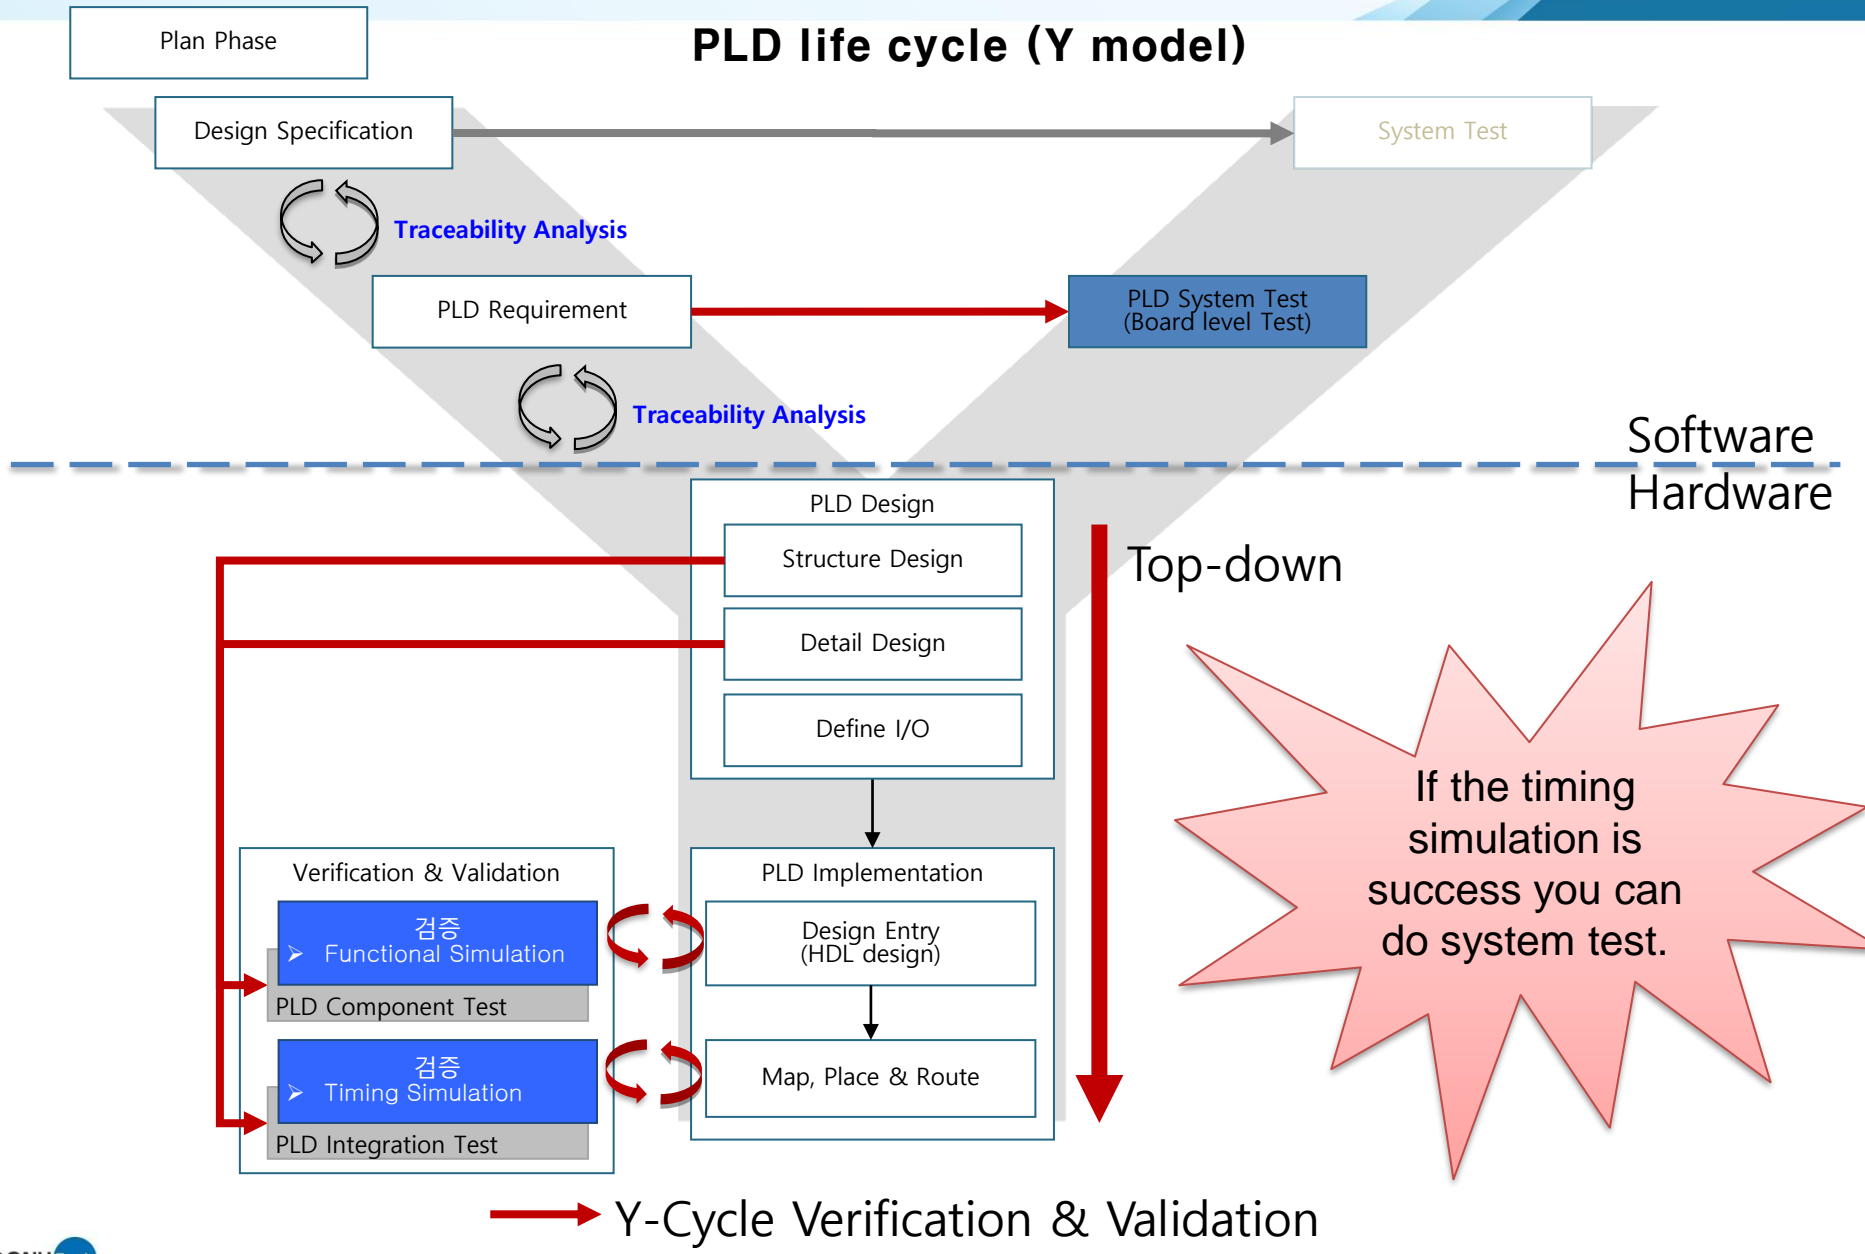 Plan Phase
PLD life cycle (Y model)
Design Specification
System Test
Traceability Analysis
PLD Requirement
PLD System Test
(Board level Test)
Traceability Analysis
Software
Hardware
PLD Design
Structure Design
Top-down
Detail Design
Define I/O
If the timing
simulation is
success you can
do system test.
Verification & Validation
PLD Implementation
검증
➢ Functional Simulation
PLD Component Test
Design Entry
(HDL design)
검증
➢ Timing Simulation
PLD Integration Test
Map, Place & Route
Y-Cycle Verification & Validation